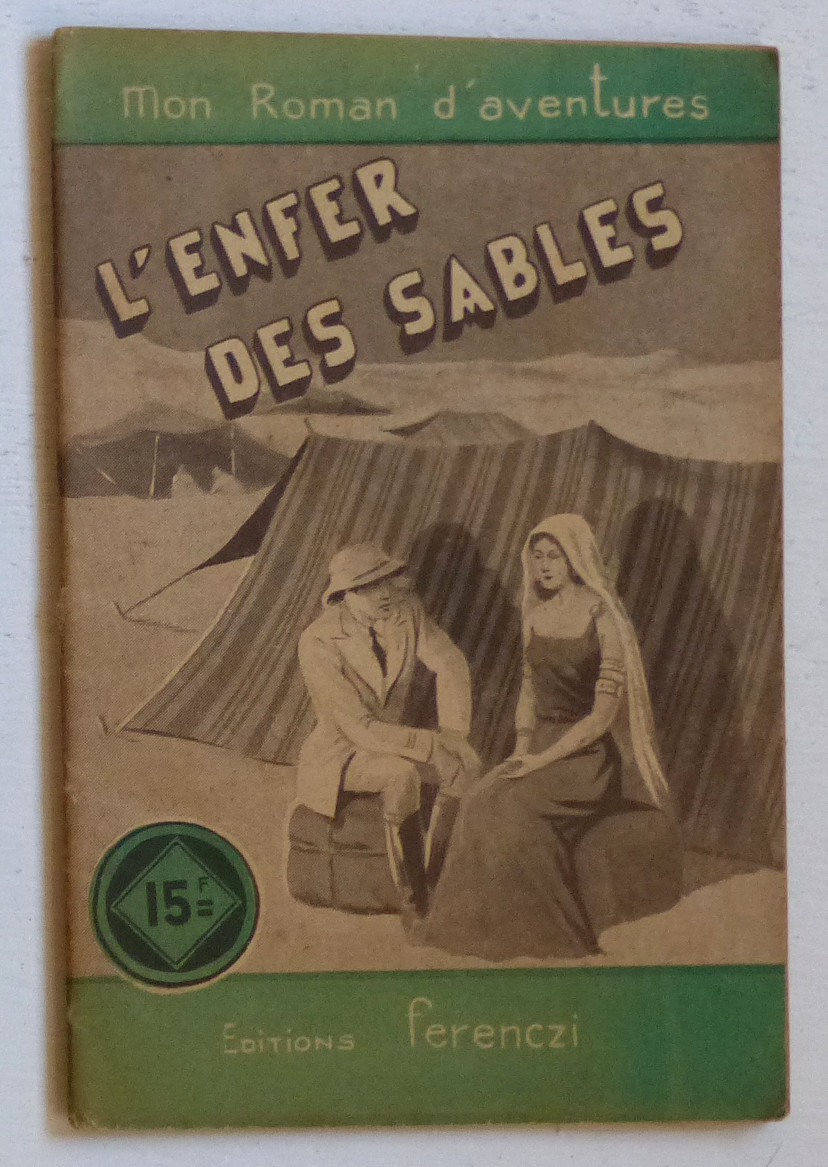 Mon Roman d'aventures
L'ENFER
DES SABLES
15F=
EDITIONS Ferenczi